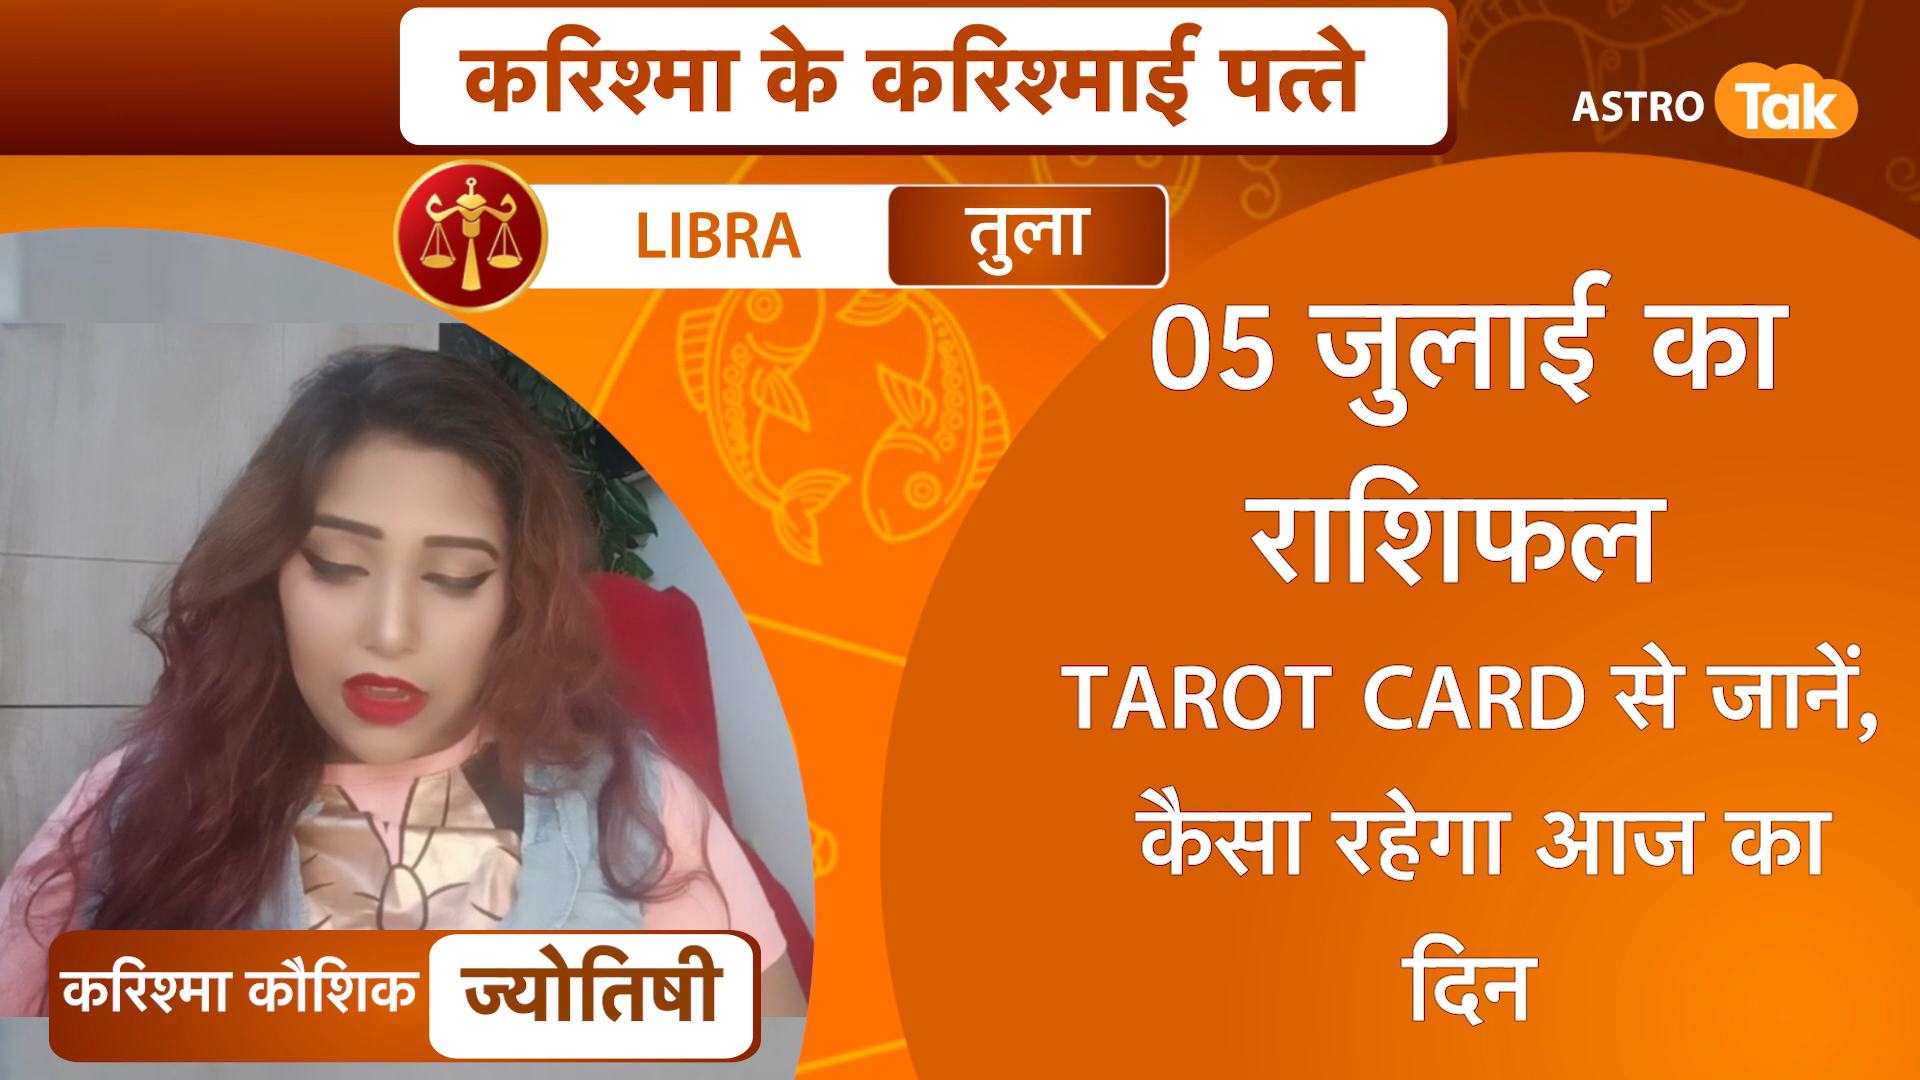 करिश्मा के करिश्माई पत्ते
ASTRO Tak
LIBRA तुला
05 जुलाई का
राशिफल
TAROT CARD से जानें,
कैसा रहेगा आज का
दिन
करिश्मा कौशिक ज्योतिषी